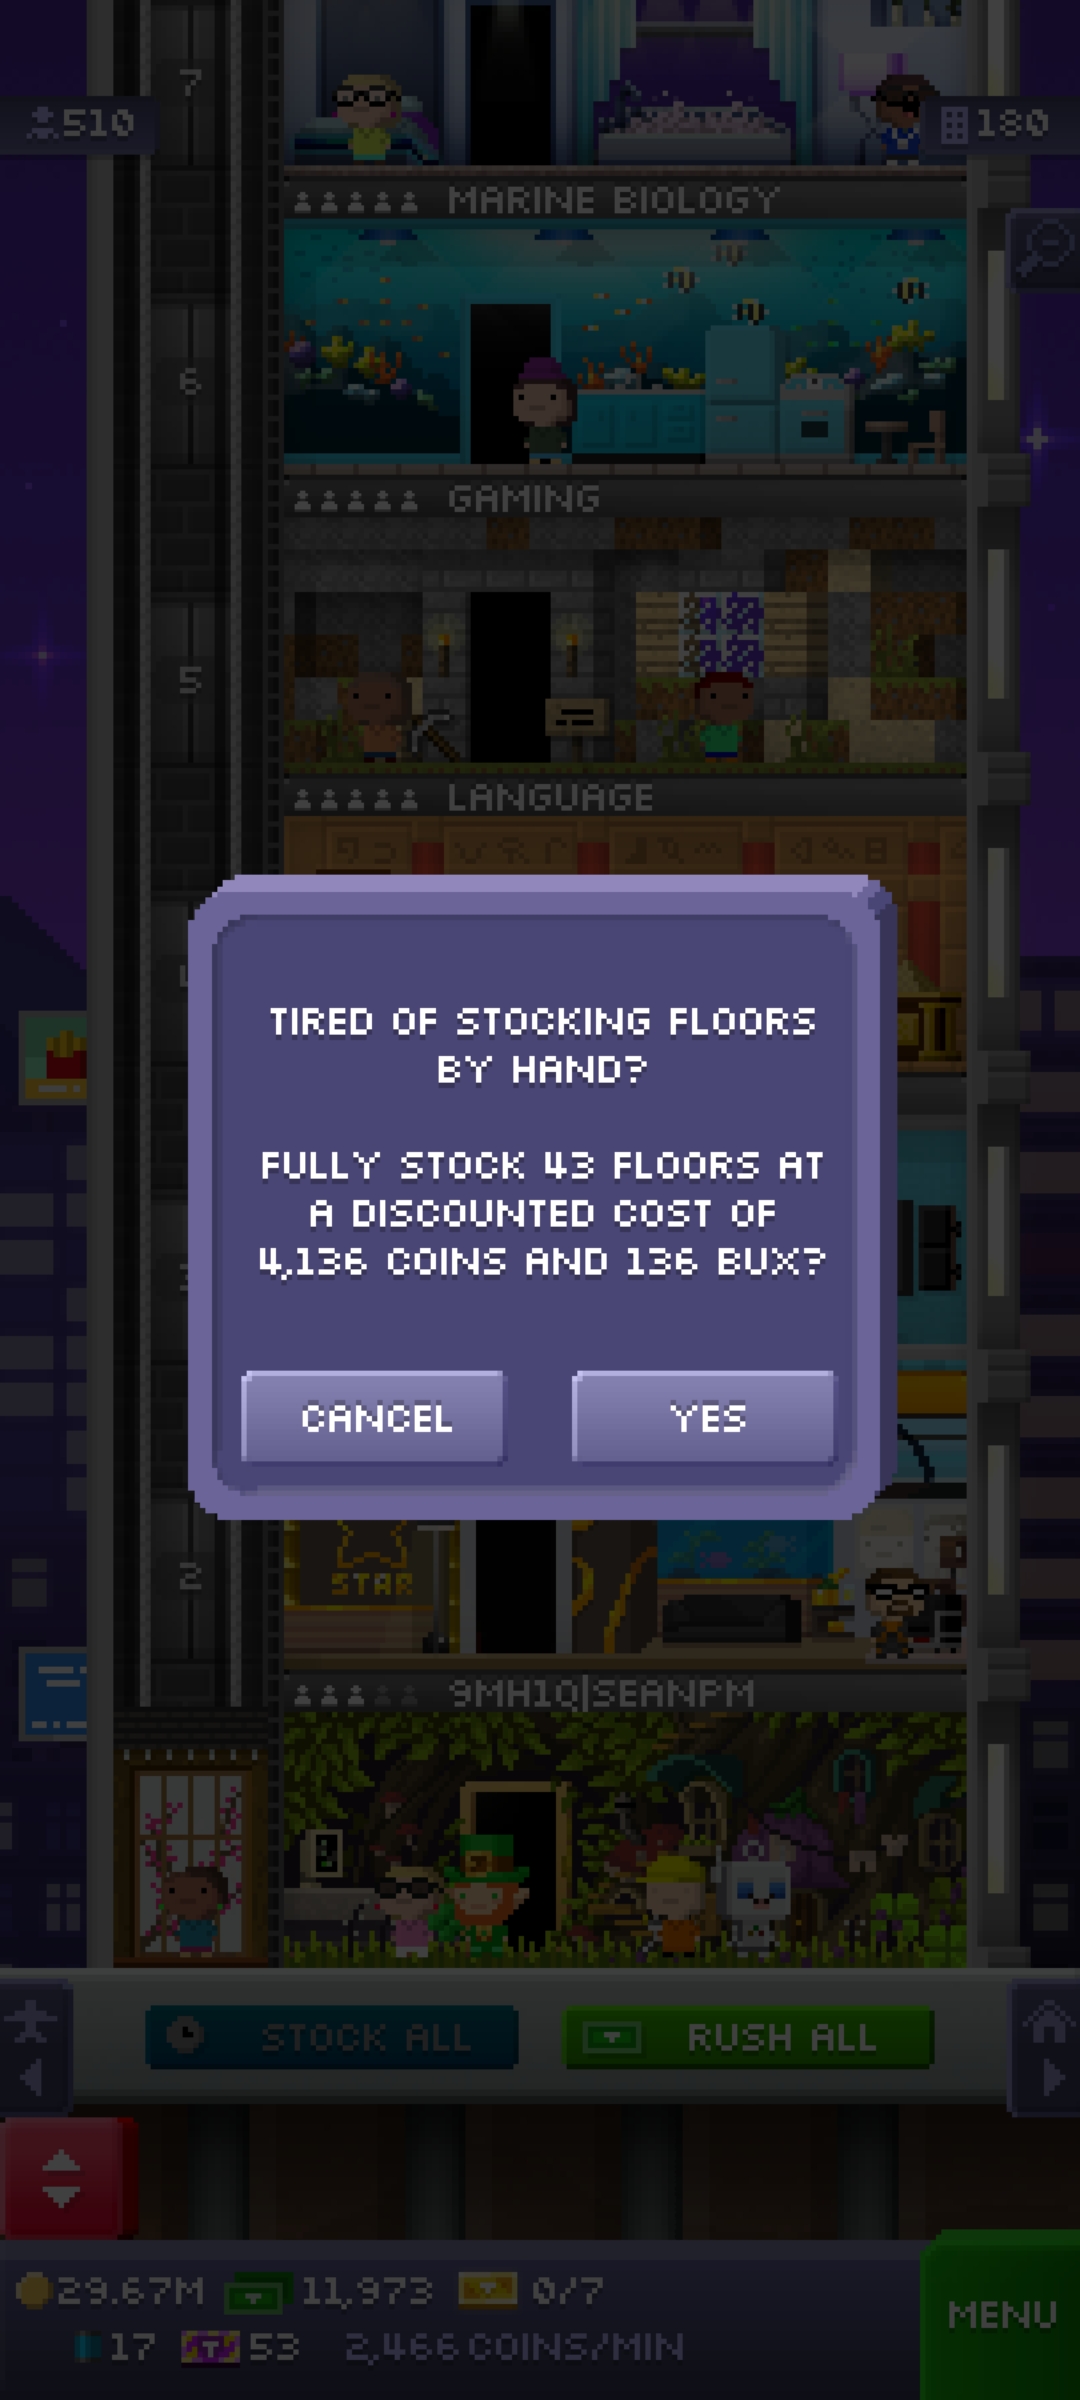 7
510
180
MARINE BIOLOGY
6
GAMING
5
LANGUAGE
TIRED OF STOCKING FLOORS
BY HAND?
FULLY STOCK 43 FLOORS AT
A DISCOUNTED COST OF
4,136 COINS AND 136 BUX?
CANCEL
YES
2
STAR
9MH1Q|SEANPM
STOCK ALL
RUSH ALL
29.67M
11,973
0/7
MENU
17
T
53
2,466 COINS/MIN